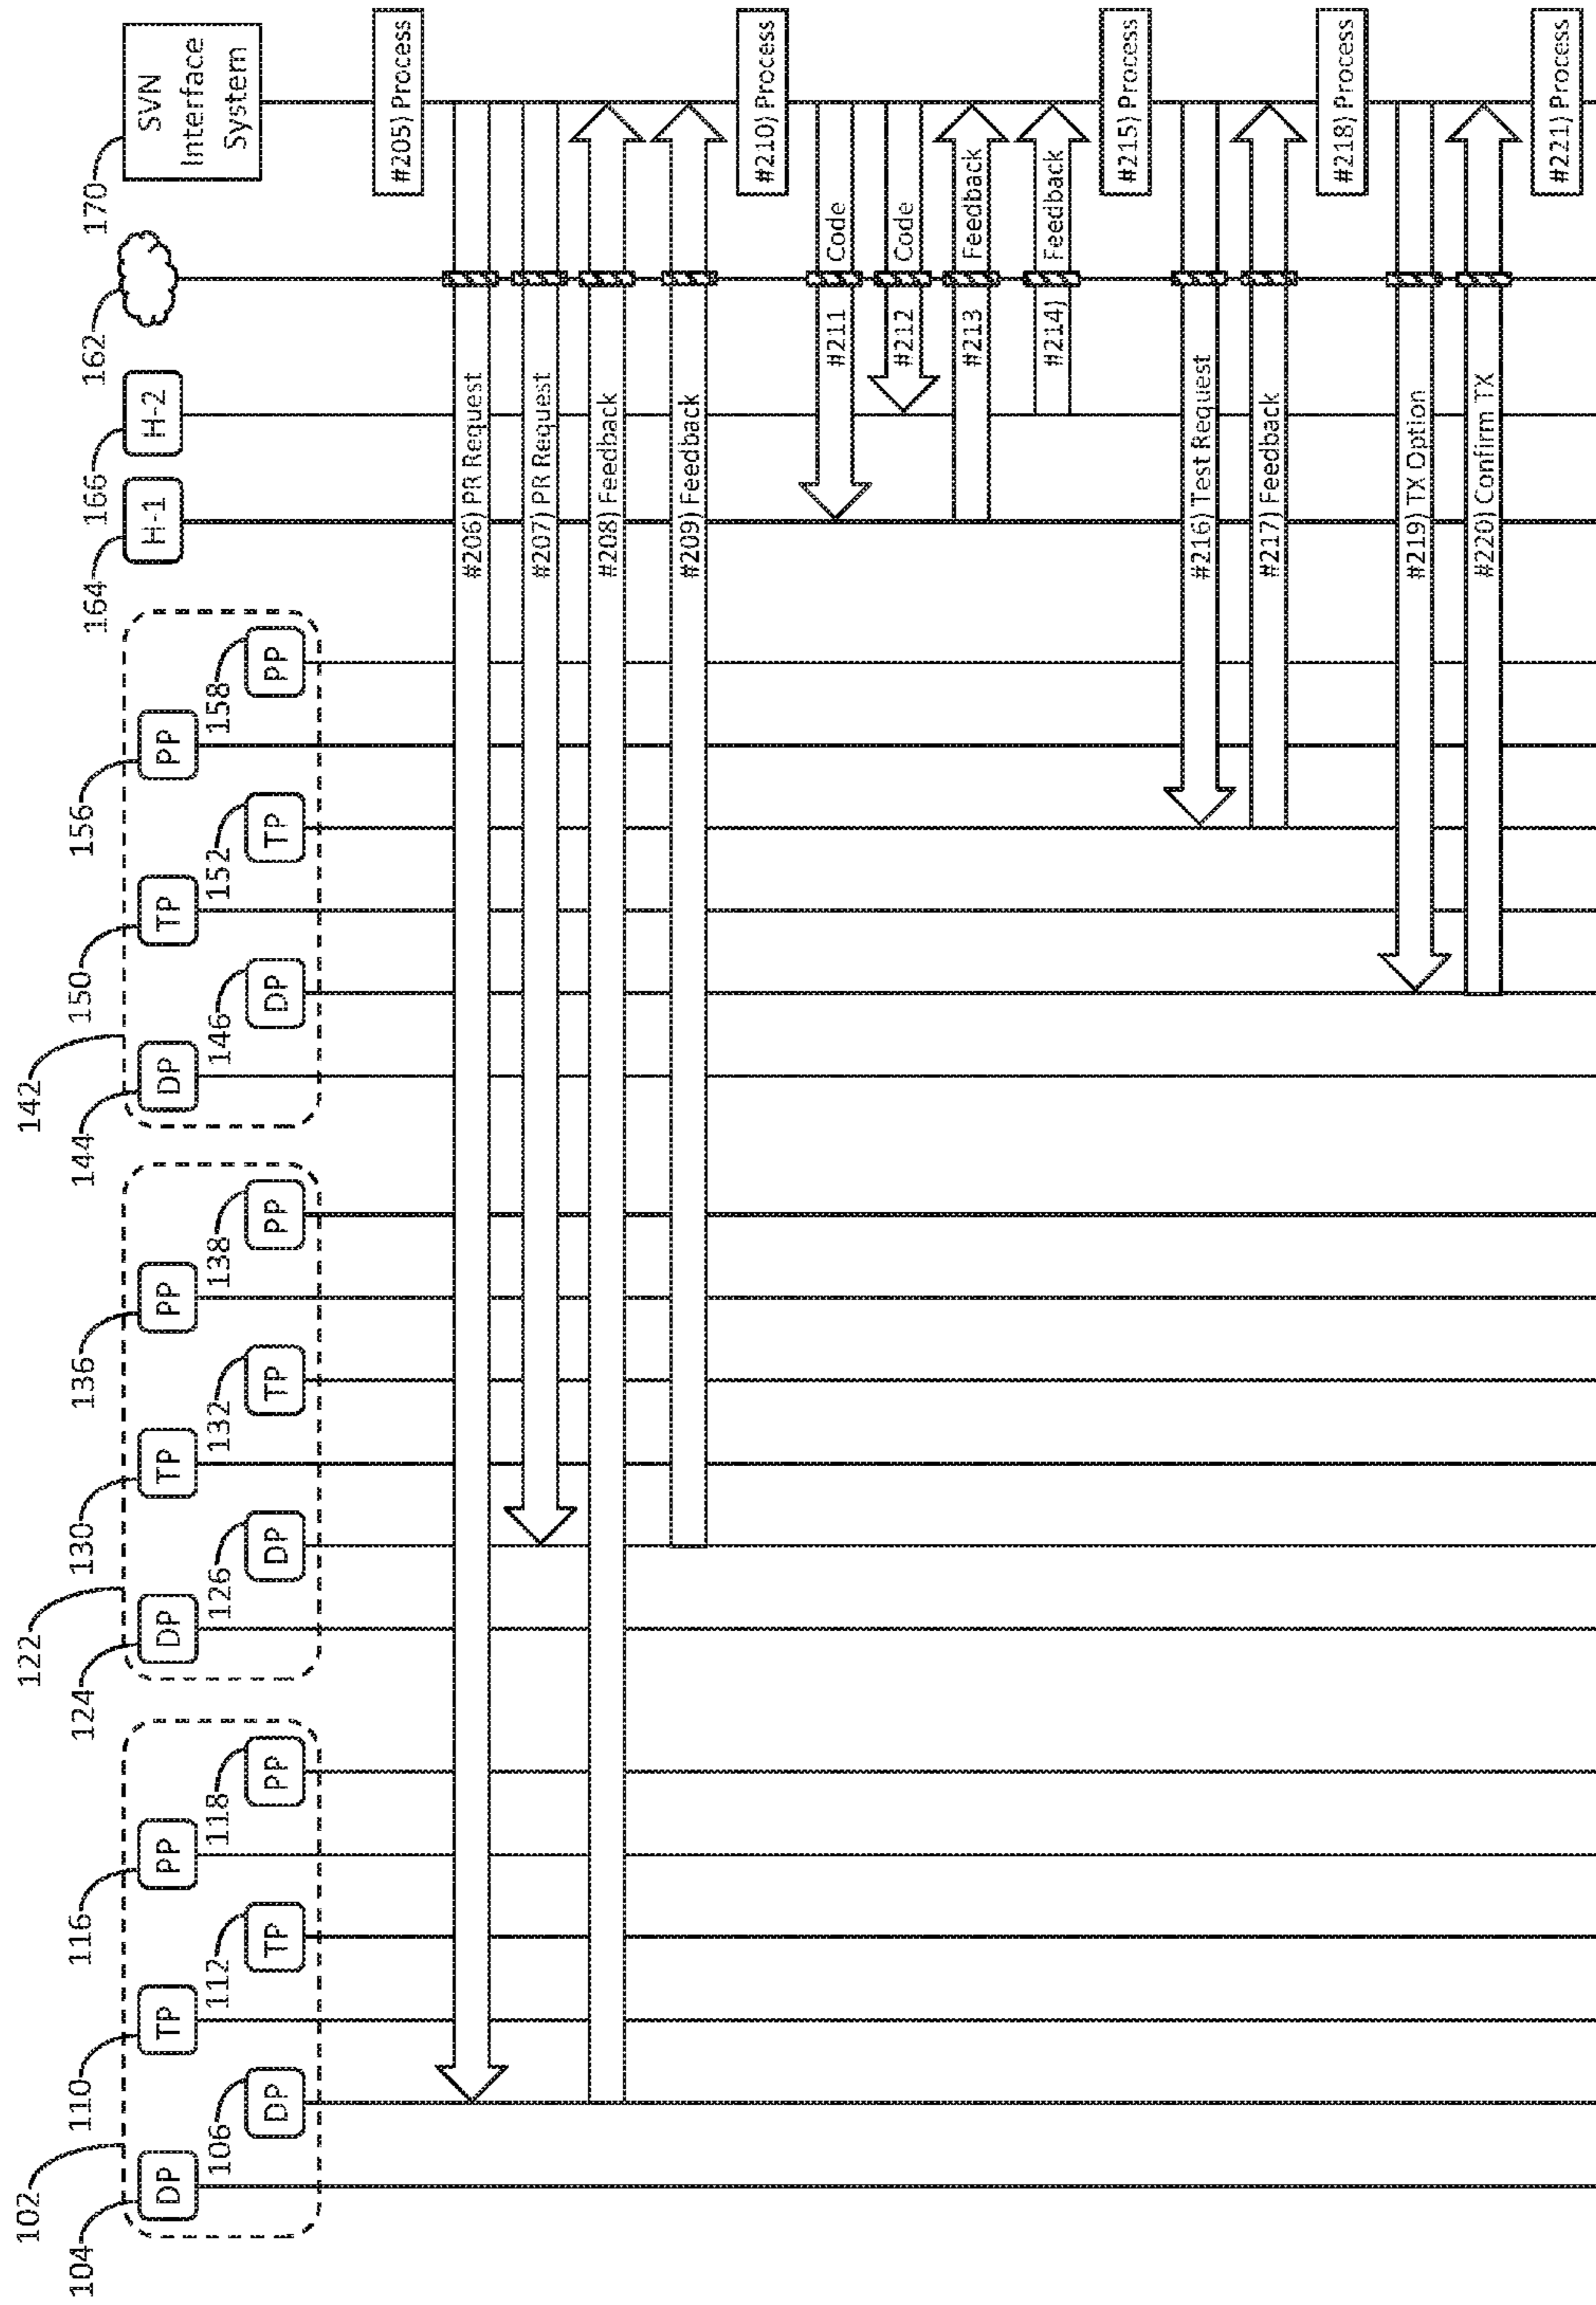 102
122
142
104
110
116
124
130
136
144
150
156
164
166
162
170
DP
TP
PP
DP
TP
PP
DP
TP
PP
H-1
H-2
SVN
Interface
System
106
112
118
126
132
138
146
152
158
DP
TP
PP
DP
TP
PP
DP
TP
PP
#205) Process
#206) PR Request
#207) PR Request
#208) Feedback
#209) Feedback
#210) Process
#211 Code
#212 Code
#213 Feedback
#214) Feedback
#215) Process
#216) Test Request
#217) Feedback
#218) Process
#219) TX Option
#220) Confirm TX
#221) Process